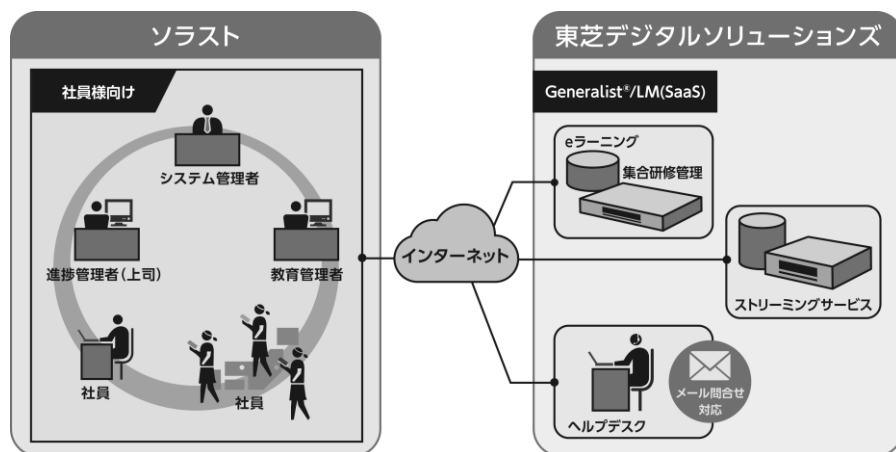 ソラスト
社員様向け
システム管理者
進捗管理者(上司)
教育管理者
社員
社員
インターネット
東芝デジタルソリューションズ
Generalist®/LM(SaaS)
eラーニング
集合研修管理
ストリーミングサービス
ヘルプデスク
メール問合せ
対応